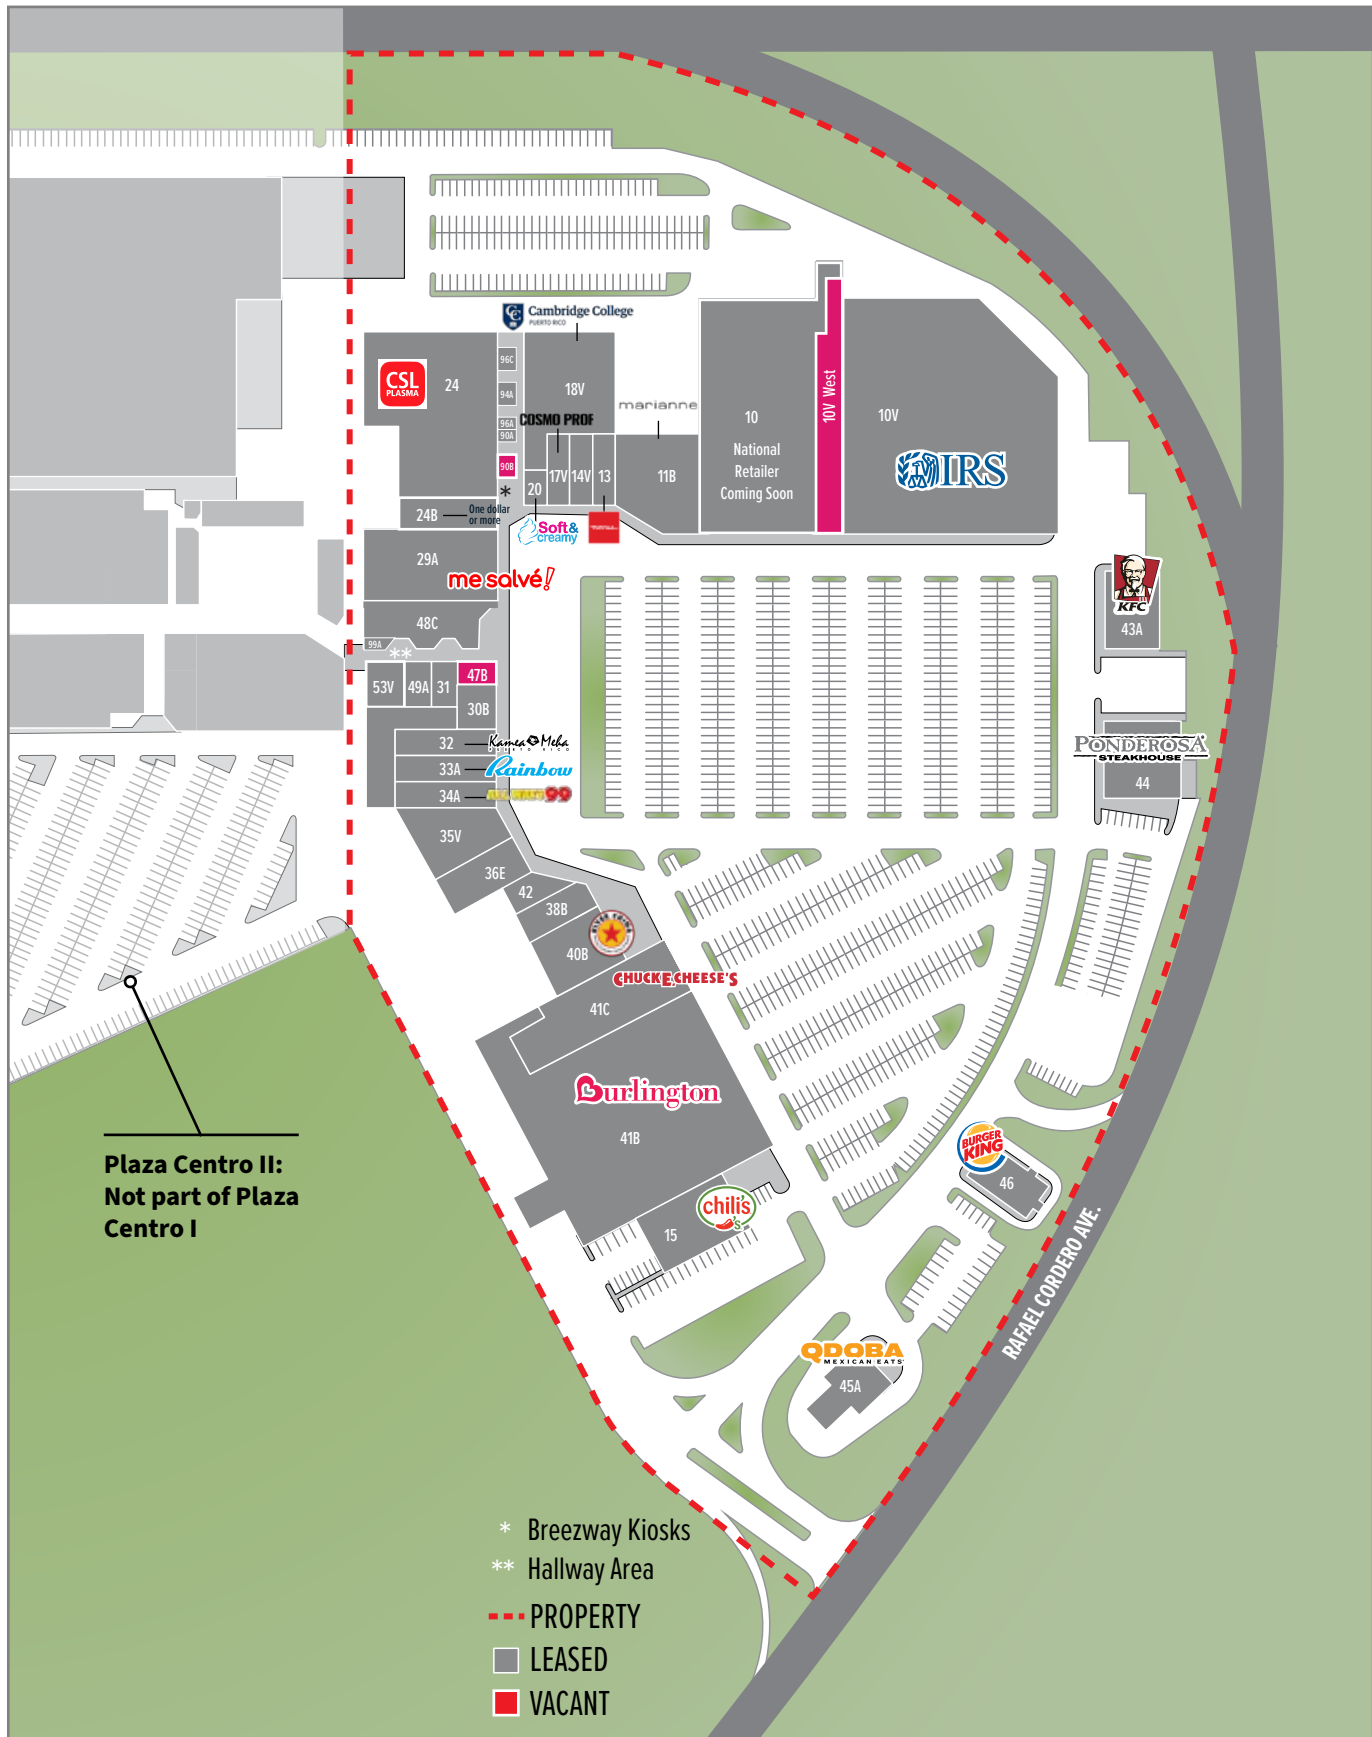 Cambridge College
PUERTO RICO
CSL
PLASMA
24
96C
94A
96A
90A
90B
*
18V
COSMO PROF
marianne
17V
14V
13
20
11B
10
National
Retailer
Coming Soon
10V West
10V
IRS
24B
One dollar
or more
Soft&
creamy
29A
me salvé!
48C
99A
**
53V
49A
31
47B
30B
32
Kamea Meha
PUERTO RICO
33A
Rainbow
34A
35V
36E
42
38B
40B
CHUCK E. CHEESE'S
41C
Burlington
41B
chili's
15
KFC
43A
PONDEROSA
STEAKHOUSE
44
BURGER
KING
46
QDOBA
MEXICAN EATS
45A
RAFAEL CORDERO AVE.
Plaza Centro II:
Not part of Plaza
Centro I
* Breezway Kiosks
** Hallway Area
PROPERTY
LEASED
VACANT